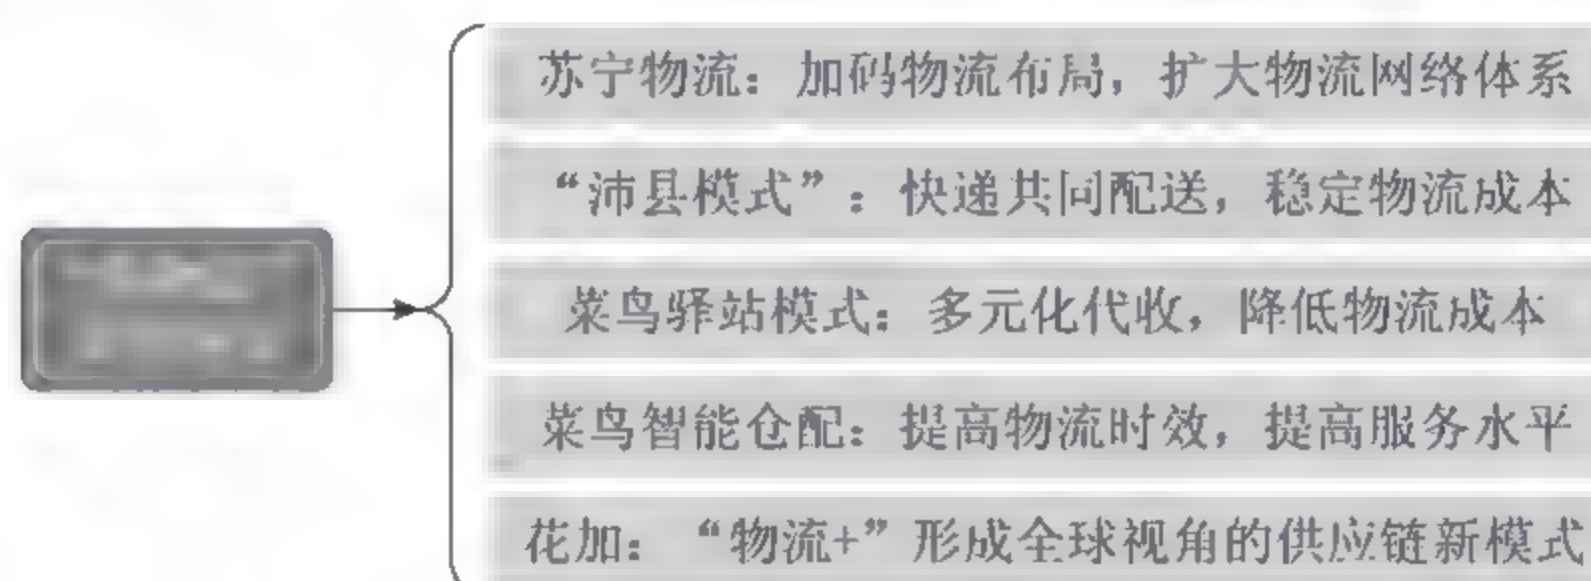 苏宁物流：加码物流布局，扩大物流网络体系
“沛县模式”：快递共同配送，稳定物流成本
菜鸟驿站模式：多元化代收，降低物流成本
菜鸟智能仓配：提高物流时效，提高服务水平
花加：“物流+”形成全球视角的供应链新模式